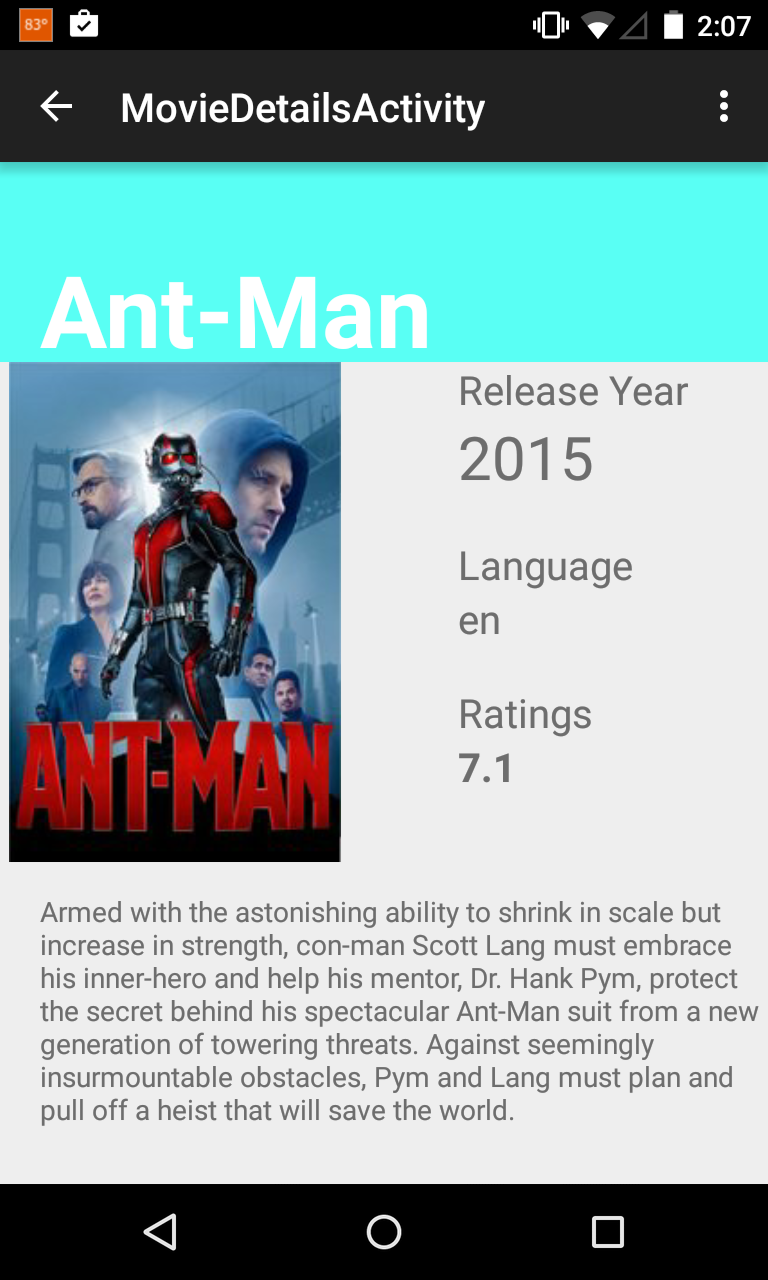 83°
2:07
MovieDetailsActivity
Ant-Man
ANT-MAN
Release Year
2015
Language
en
Ratings
7.1
Armed with the astonishing ability to shrink in scale but
increase in strength, con-man Scott Lang must embrace
his inner-hero and help his mentor, Dr. Hank Pym, protect
the secret behind his spectacular Ant-Man suit from a new
generation of towering threats. Against seemingly
insurmountable obstacles, Pym and Lang must plan and
pull off a heist that will save the world.